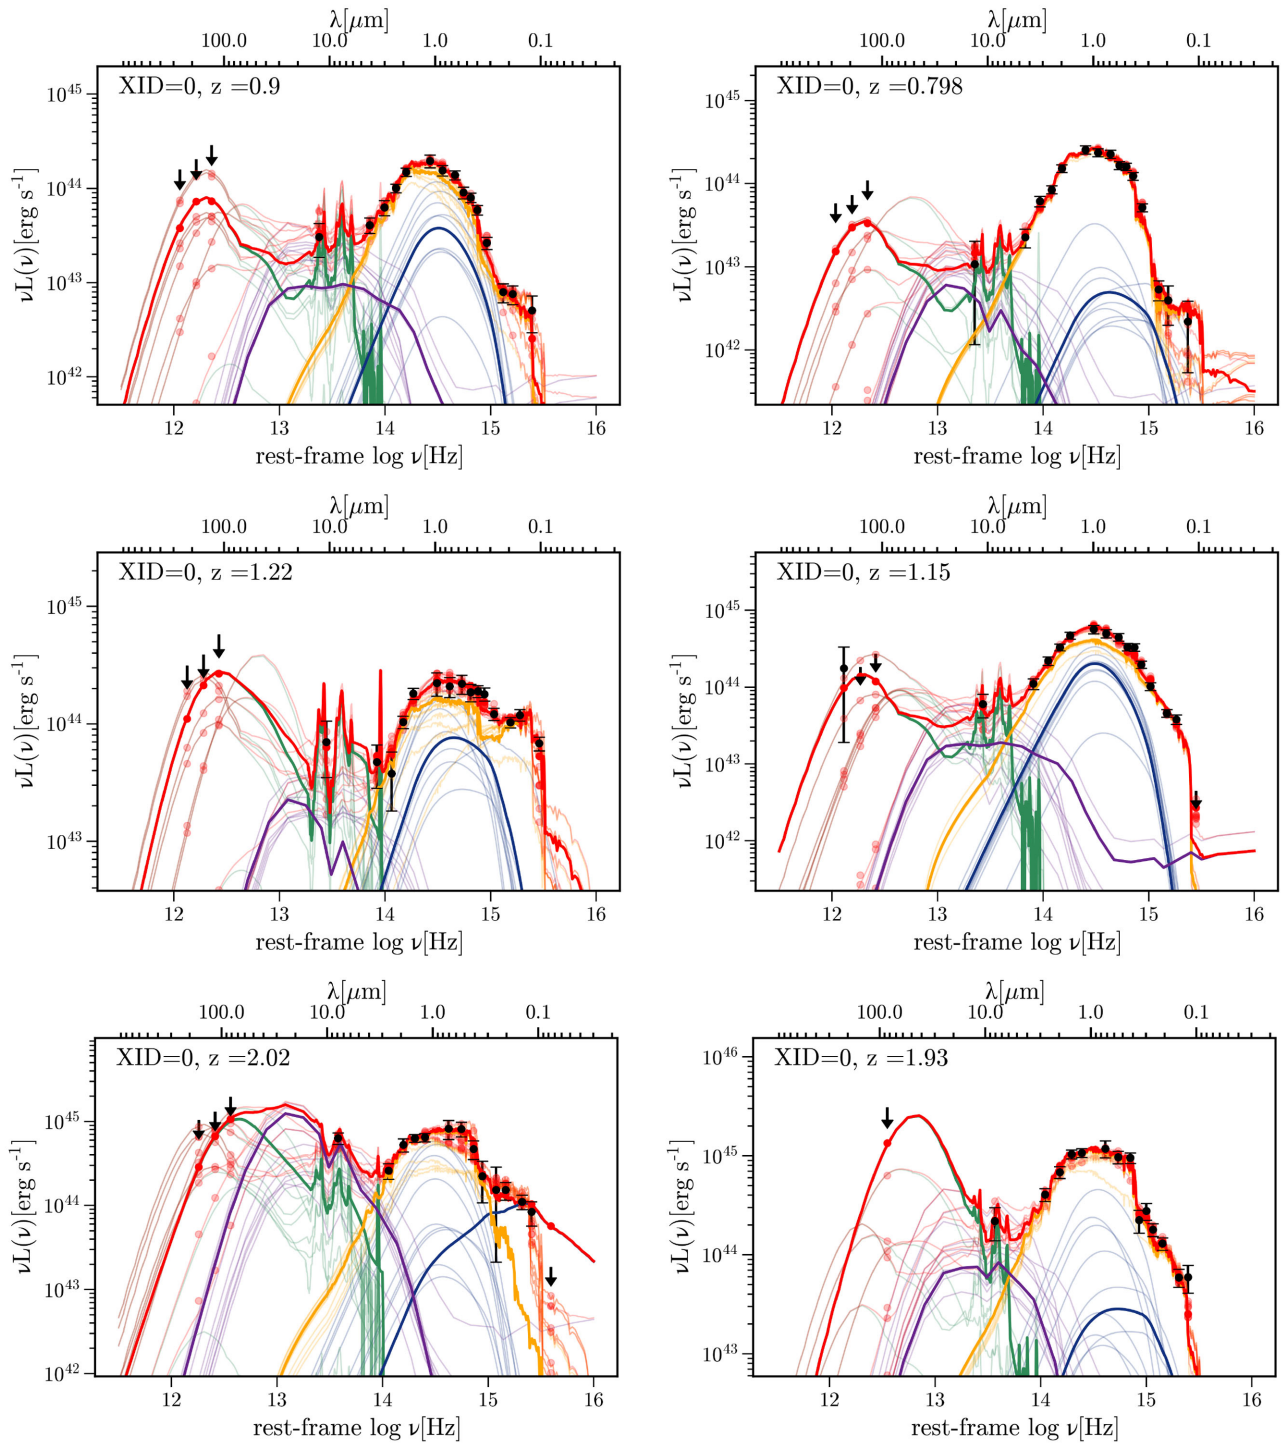 λ[μm] λ[μm]
100.0 10.0 1.0 0.1 100.0 10.0 1.0 0.1
XID=0, z =0.9 XID=0, z =0.798
10^45 10^45
10^44 10^44
10^43 10^43
10^42 10^42
νL(ν)[erg s^-1] νL(ν)[erg s^-1]
12 13 14 15 16 12 13 14 15 16
rest-frame log ν[Hz] rest-frame log ν[Hz]
λ[μm] λ[μm]
100.0 10.0 1.0 0.1 100.0 10.0 1.0 0.1
XID=0, z =1.22 XID=0, z =1.15
10^45 10^45
10^44 10^44
10^43 10^43
10^42
νL(ν)[erg s^-1] νL(ν)[erg s^-1]
12 13 14 15 16 12 13 14 15 16
rest-frame log ν[Hz] rest-frame log ν[Hz]
λ[μm] λ[μm]
100.0 10.0 1.0 0.1 100.0 10.0 1.0 0.1
XID=0, z =2.02 XID=0, z =1.93
10^45 10^46
10^44 10^45
10^43 10^44
10^42 10^43
νL(ν)[erg s^-1] νL(ν)[erg s^-1]
12 13 14 15 16 12 13 14 15 16
rest-frame log ν[Hz] rest-frame log ν[Hz]